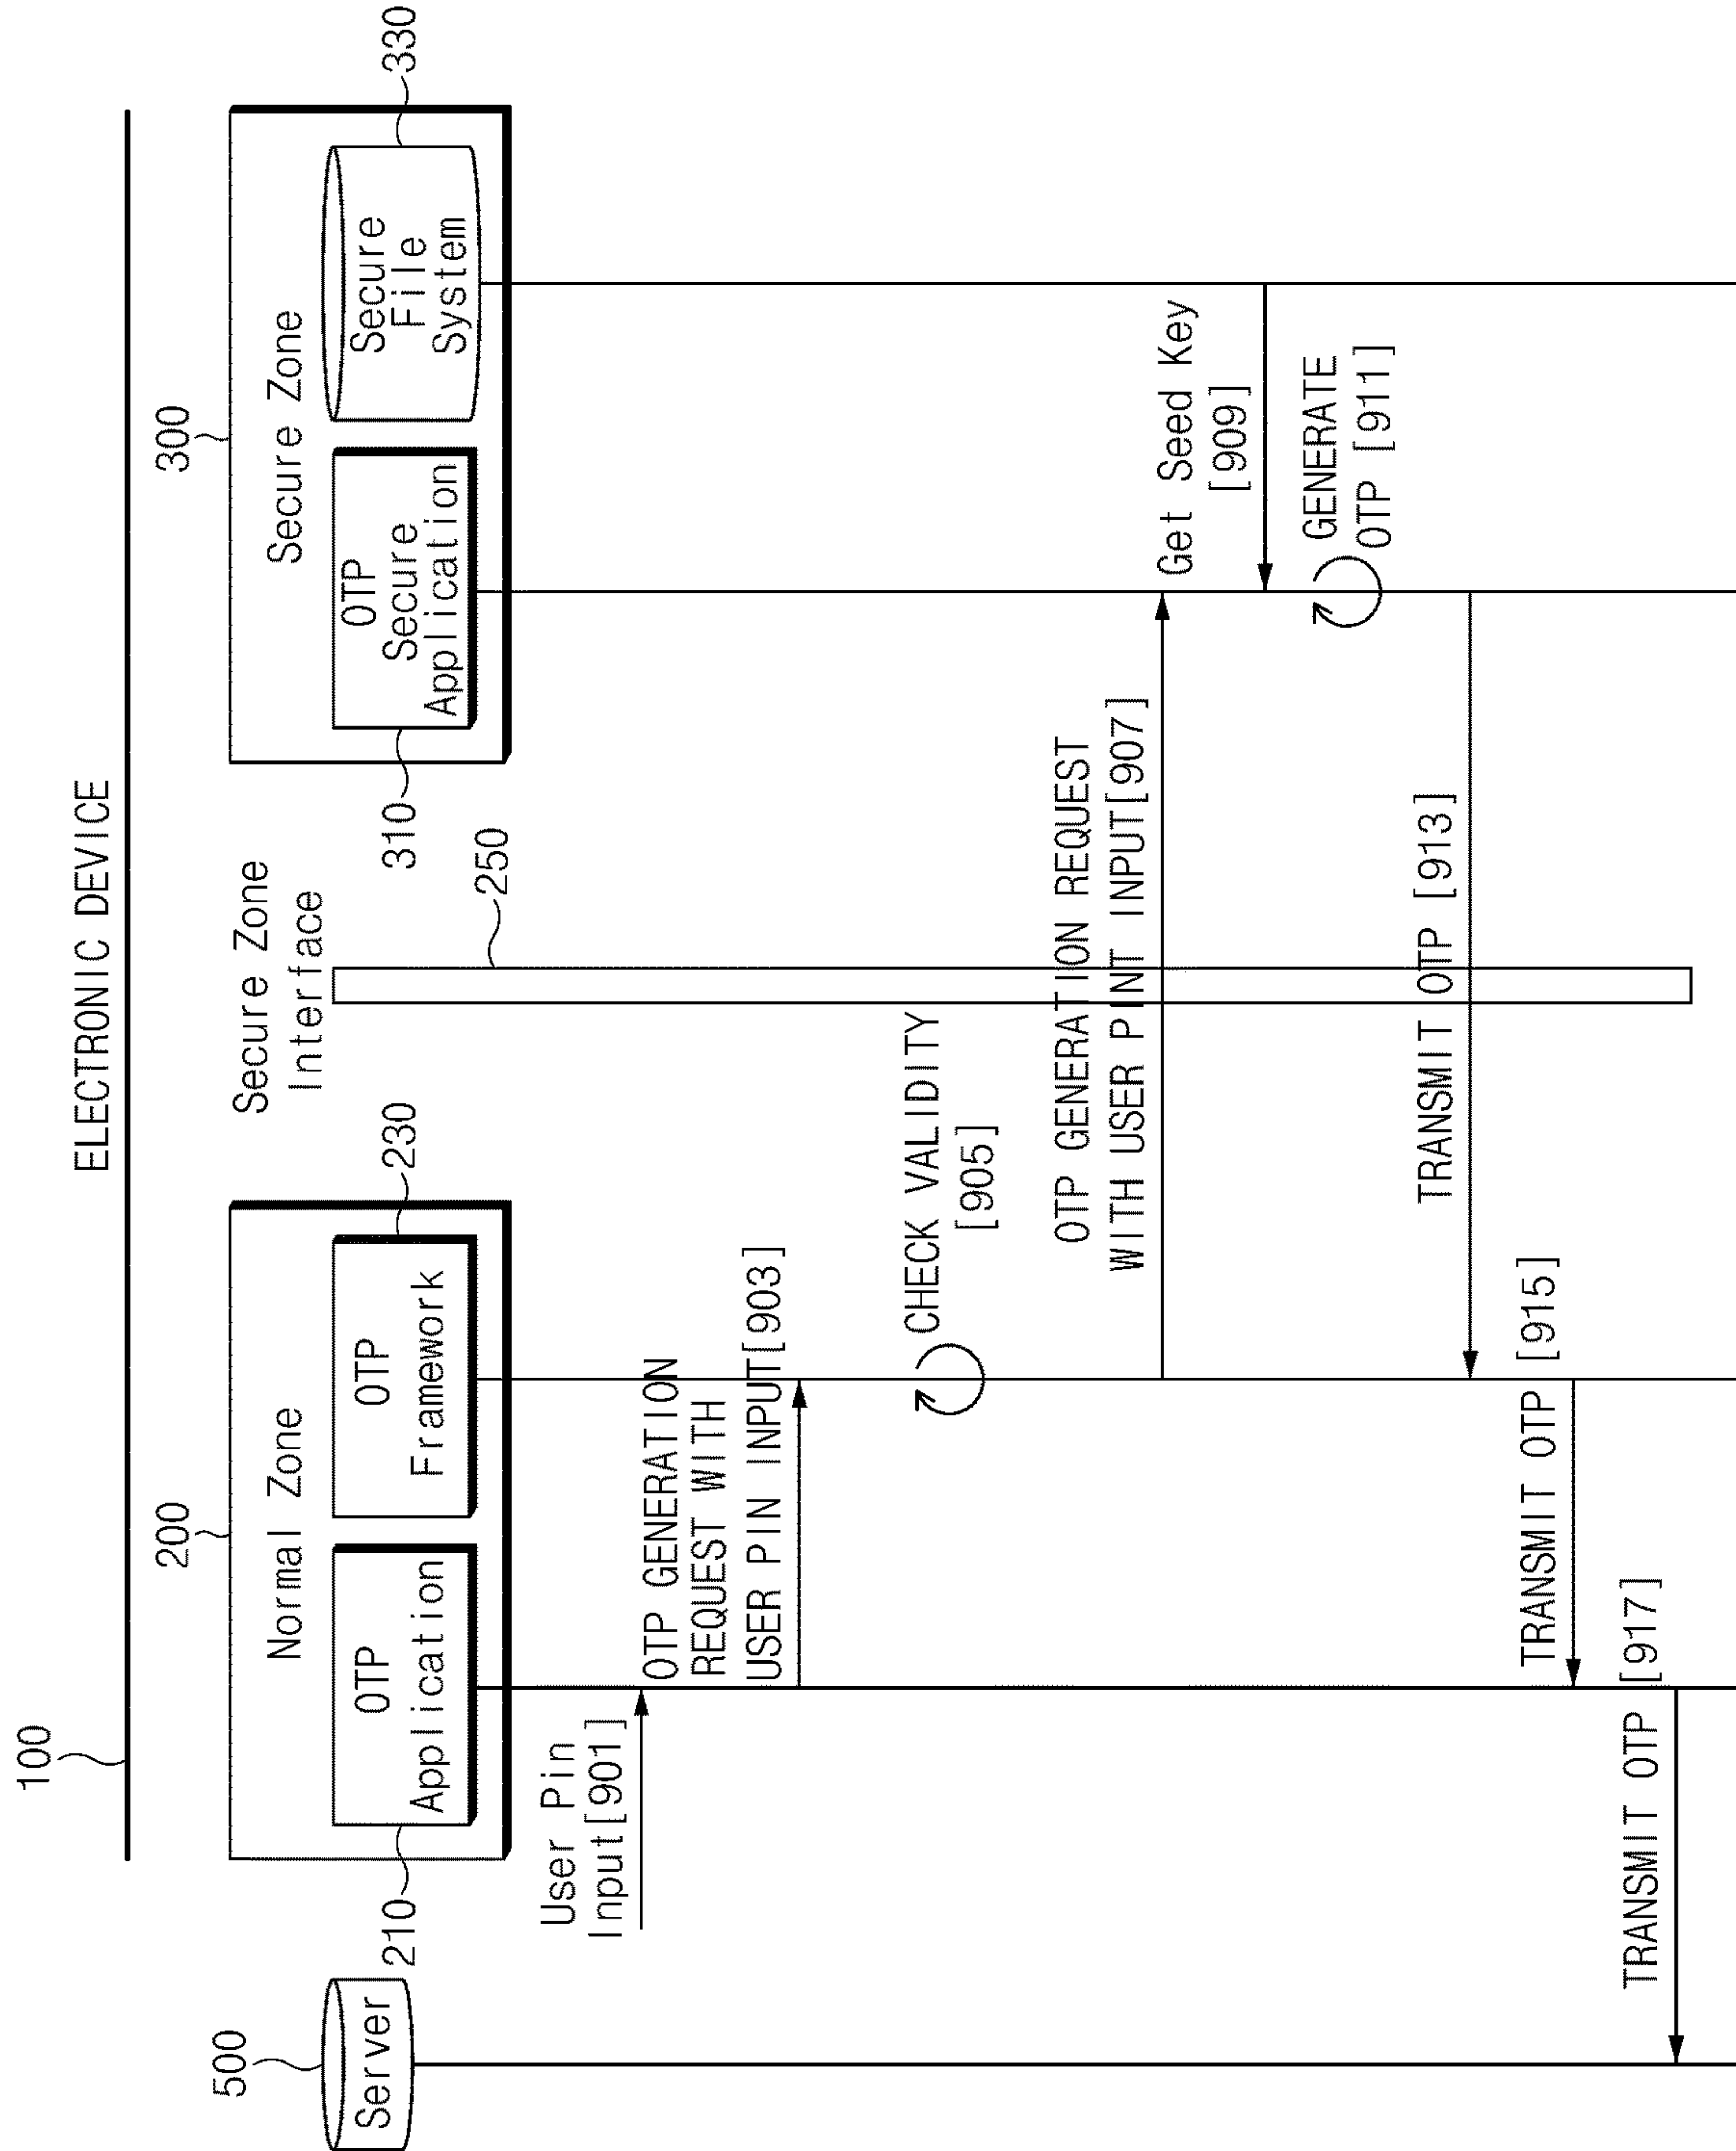 ELECTRONIC DEVICE
100
200
300
500
Server
Normal Zone
Secure Zone
Interface
Secure Zone
OTP
Application
210
OTP
Framework
230
250
OTP
Secure
Application
310
Secure
File
System
330
User Pin
Input[901]
OTP GENERATION
REQUEST WITH
USER PIN INPUT[903]
CHECK VALIDITY
[905]
OTP GENERATION REQUEST
WITH USER PINT INPUT[907]
Get Seed Key
[909]
GENERATE
OTP [911]
TRANSMIT OTP [913]
TRANSMIT OTP [915]
TRANSMIT OTP [917]